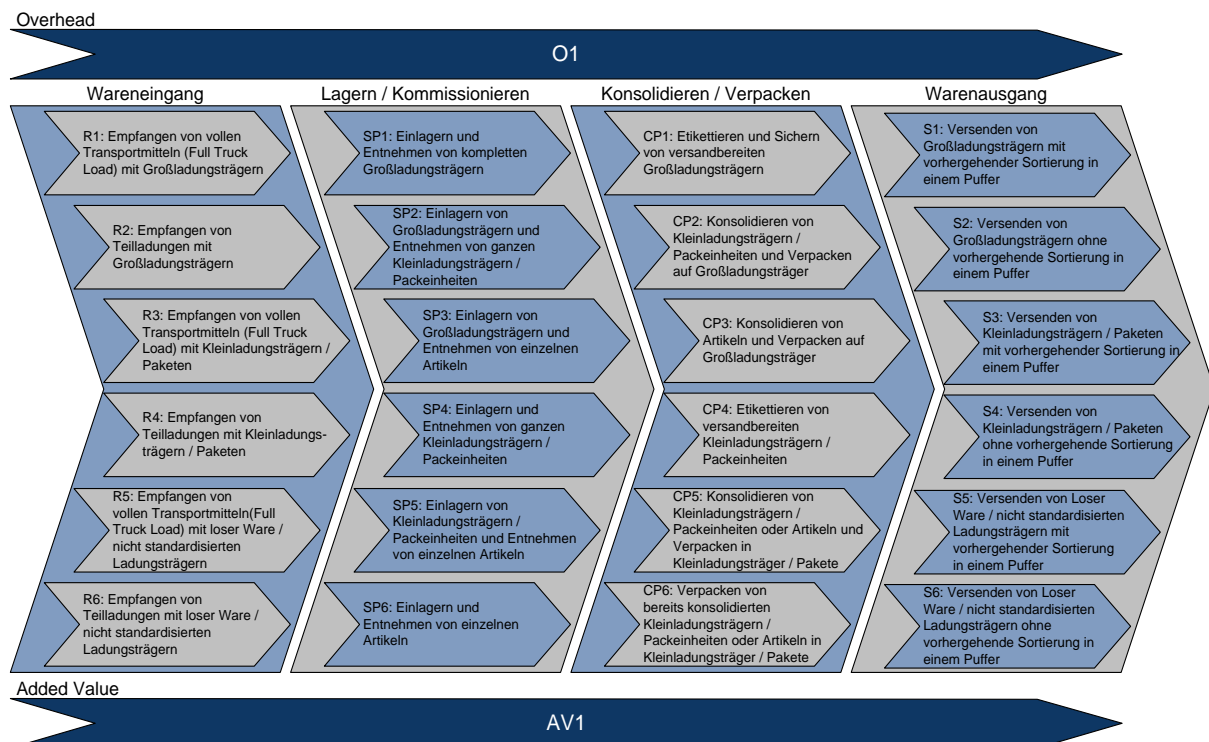 Overhead
O1
Wareneingang
R1: Empfangen von vollen
Transportmitteln (Full Truck
Load) mit Großladungsträgern
R2: Empfangen von
Teilladungen mit
Großladungsträgern
R3: Empfangen von vollen
Transportmitteln (Full Truck
Load) mit Kleinladungsträgern /
Paketen
R4: Empfangen von
Teilladungen mit Kleinladungs-
trägern / Paketen
R5: Empfangen von
vollen Transportmitteln(Full
Truck Load) mit loser Ware /
nicht standardisierten
Ladungsträgern
R6: Empfangen von
Teilladungen mit loser Ware /
nicht standardisierten
Ladungsträgern
Lagern / Kommissionieren
SP1: Einlagern und
Entnehmen von kompletten
Großladungsträgern
SP2: Einlagern von
Großladungsträgern und
Entnehmen von ganzen
Kleinladungsträgern /
Packeinheiten
SP3: Einlagern von
Großladungsträgern und
Entnehmen von einzelnen
Artikeln
SP4: Einlagern und
Entnehmen von ganzen
Kleinladungsträgern /
Packeinheiten
SP5: Einlagern von
Kleinladungsträgern /
Packeinheiten und Entnehmen
von einzelnen Artikeln
SP6: Einlagern und
Entnehmen von einzelnen
Artikeln
Konsolidieren / Verpacken
CP1: Etikettieren und Sichern
von versandbereiten
Großladungsträgern
CP2: Konsolidieren von
Kleinladungsträgern /
Packeinheiten und Verpacken
auf Großladungsträger
CP3: Konsolidieren von
Artikeln und Verpacken auf
Großladungsträger
CP4: Etikettieren von
versandbereiten
Kleinladungsträgern /
Packeinheiten
CP5: Konsolidieren von
Kleinladungsträgern /
Packeinheiten oder Artikeln und
Verpacken in
Kleinladungsträger / Pakete
CP6: Verpacken von
bereits konsolidierten
Kleinladungsträgern /
Packeinheiten oder Artikeln in
Kleinladungsträger / Pakete
Warenausgang
S1: Versenden von
Großladungsträgern mit
vorhergehender Sortierung in
einem Puffer
S2: Versenden von
Großladungsträgern ohne
vorhergehende Sortierung in
einem Puffer
S3: Versenden von
Kleinladungsträgern / Paketen
mit vorhergehender Sortierung in
einem Puffer
S4: Versenden von
Kleinladungsträgern / Paketen
ohne vorhergehende Sortierung
in einem Puffer
S5: Versenden von Loser
Ware / nicht standardisierten
Ladungsträgern mit
vorhergehender Sortierung
in einem Puffer
S6: Versenden von Loser
Ware / nicht standardisierten
Ladungsträgern ohne
vorhergehende Sortierung in
einem Puffer
Added Value
AV1